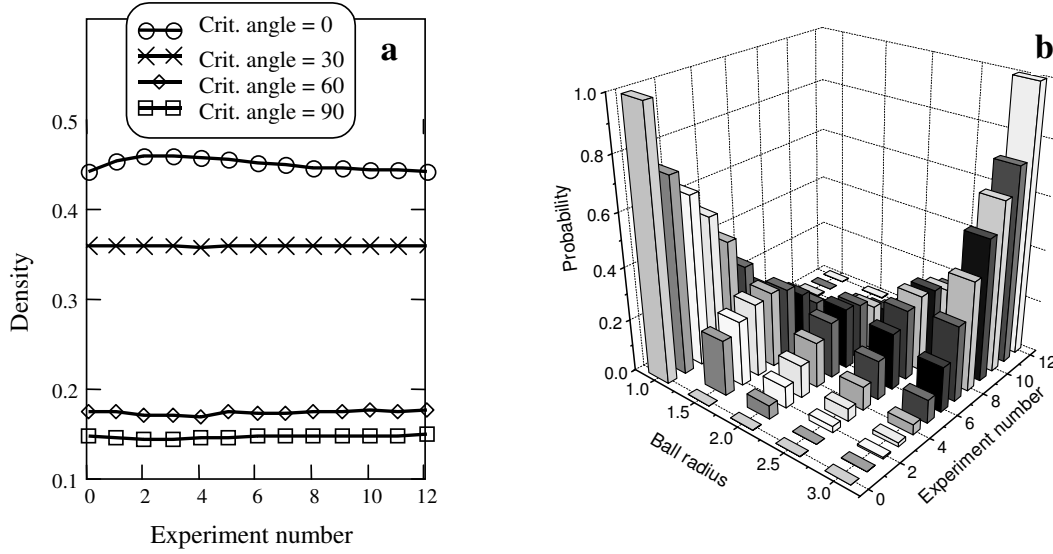 Crit. angle = 0
Crit. angle = 30
Crit. angle = 60
Crit. angle = 90
a
0.5
0.4
0.3
0.2
0.1
Density
0 2 4 6 8 10 12
Experiment number
b
1.0
0.8
0.6
0.4
0.2
0.0
Probability
1.0
1.5
2.0
2.5
3.0
Ball radius
0
2
4
6
8
10
12
Experiment number